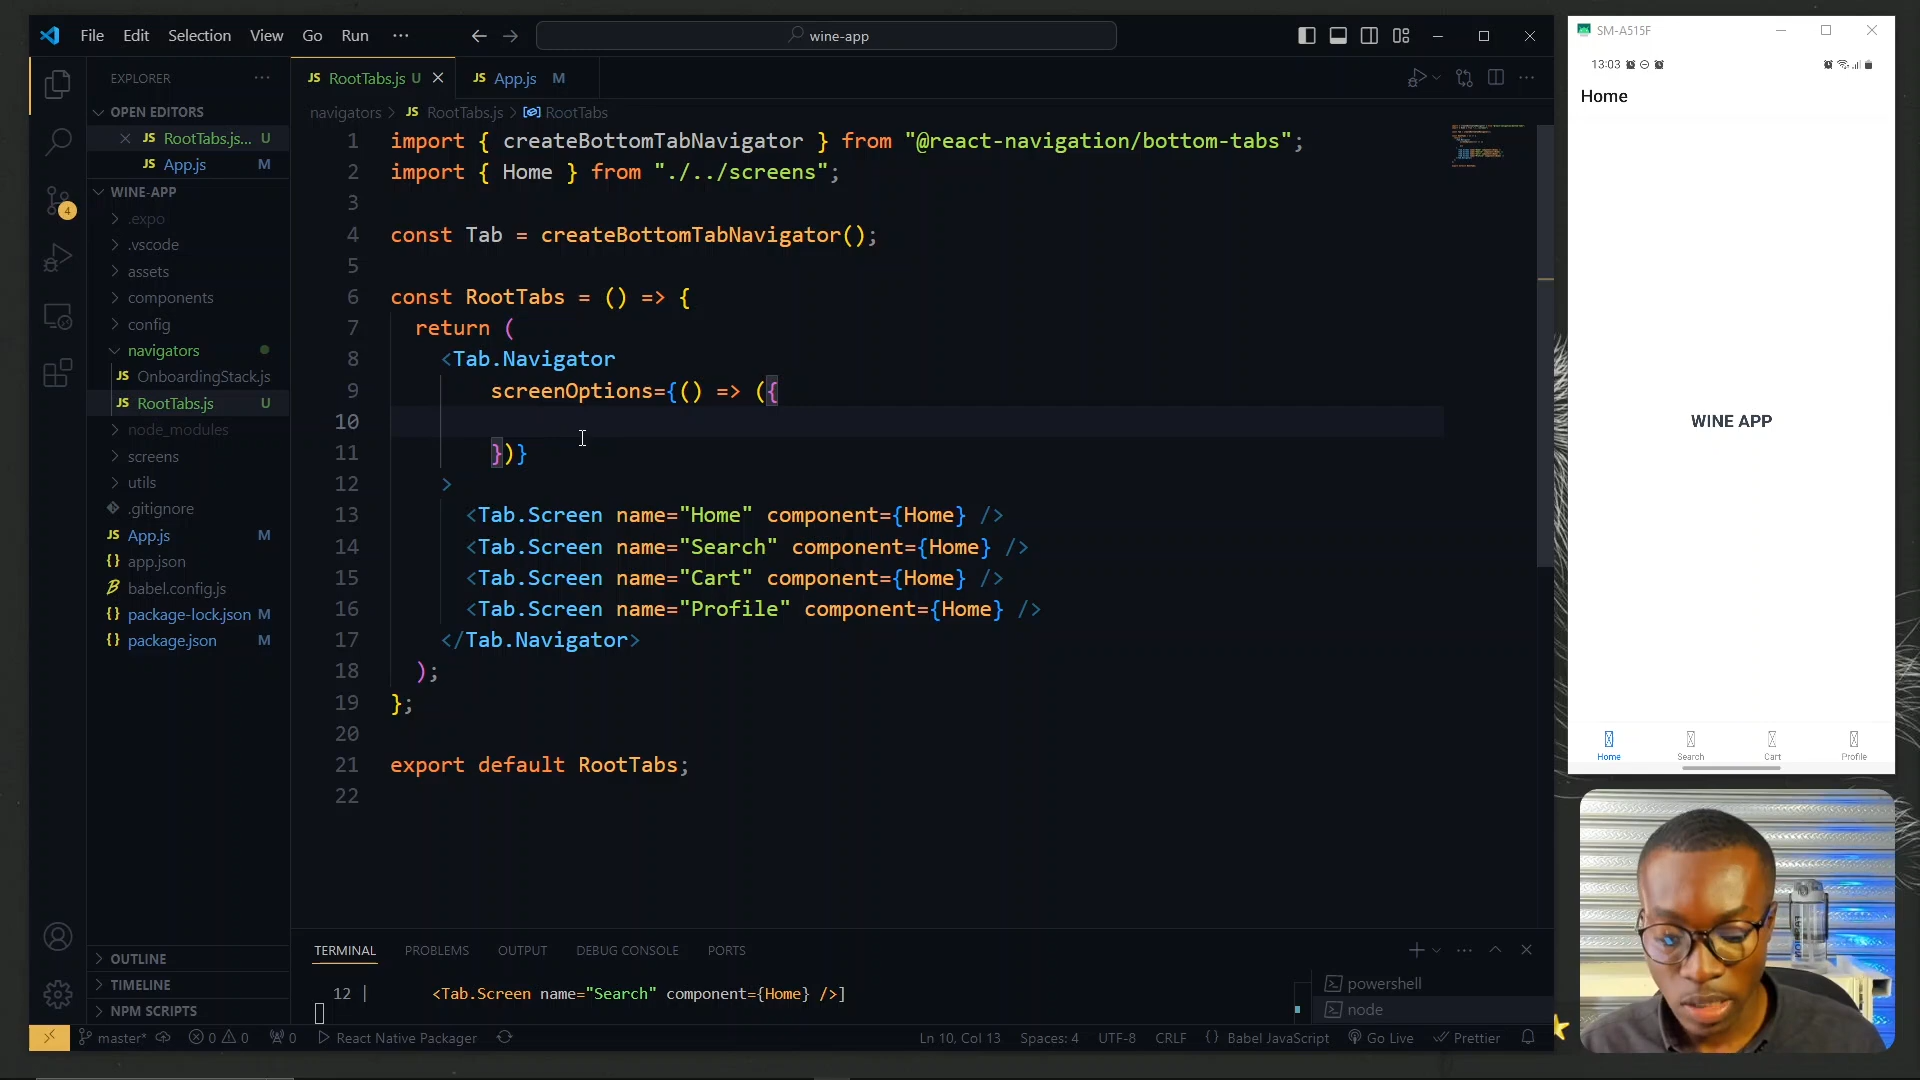 File Edit Selection View Go Run ···
wine-app
EXPLORER
OPEN EDITORS
RootTabs.js... U
App.js M
WINE-APP
.expo
.vscode
assets
components
config
navigators
OnboardingStack.js
RootTabs.js U
node_modules
screens
utils
.gitignore
App.js M
app.json
babel.config.js
package-lock.json M
package.json M
OUTLINE
TIMELINE
NPM SCRIPTS
4
JS RootTabs.js U
JS App.js M
navigators > JS RootTabs.js > RootTabs
1 import { createBottomTabNavigator } from "@react-navigation/bottom-tabs";
2 import { Home } from "./../screens";
3
4 const Tab = createBottomTabNavigator();
5
6 const RootTabs = () => {
7 return (
8 <Tab.Navigator
9 screenOptions={() => ({
10
11 })}
12 >
13 <Tab.Screen name="Home" component={Home} />
14 <Tab.Screen name="Search" component={Home} />
15 <Tab.Screen name="Cart" component={Home} />
16 <Tab.Screen name="Profile" component={Home} />
17 </Tab.Navigator>
18 );
19 };
20
21 export default RootTabs;
22
TERMINAL PROBLEMS OUTPUT DEBUG CONSOLE PORTS
12 | <Tab.Screen name="Search" component={Home} />]
powershell
node
master* 0 0 0 React Native Packager
Ln 10, Col 13 Spaces: 4 UTF-8 CRLF {} Babel JavaScript Go Live Prettier
SM-A515F
13:03
Home
WINE APP
Home Search Cart Profile